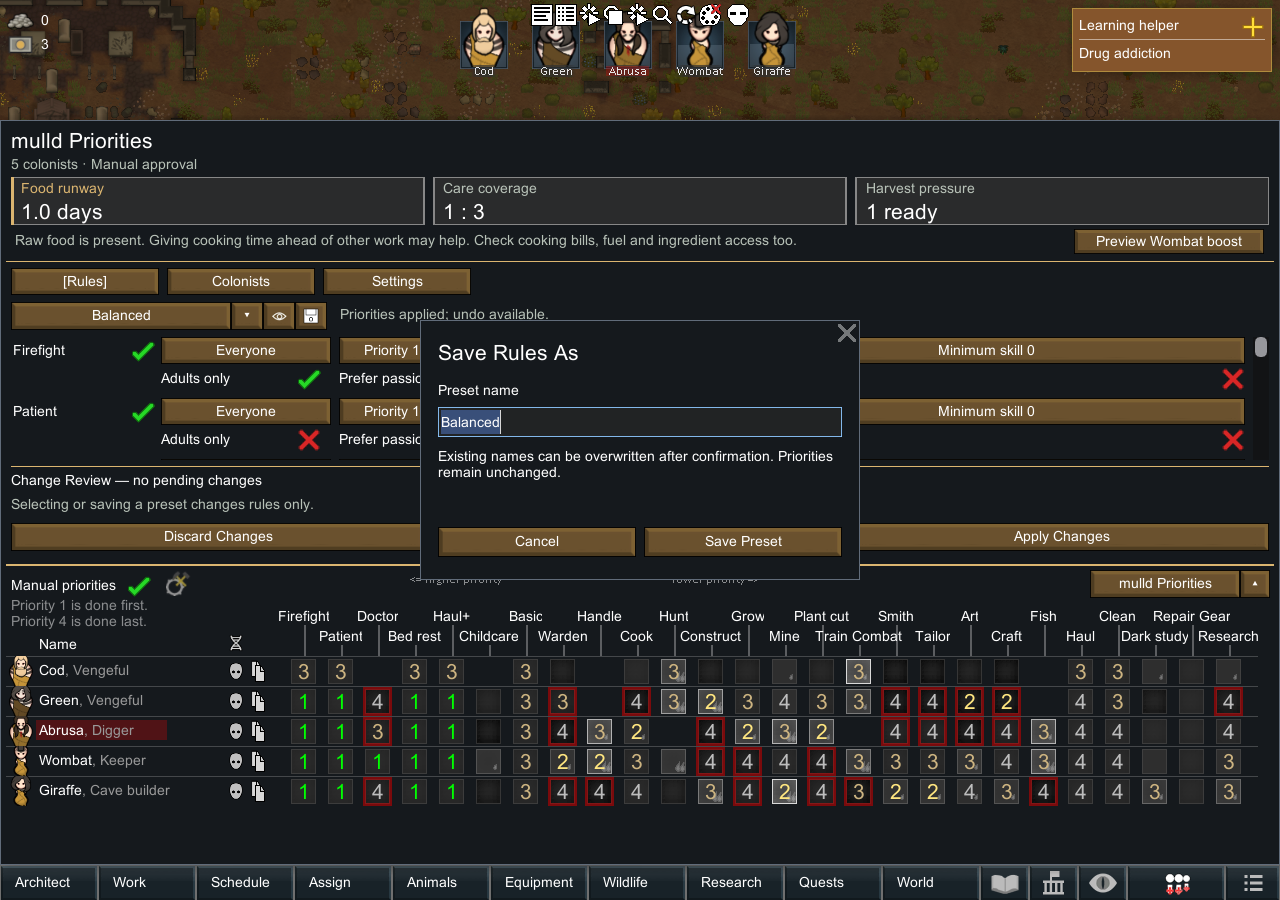 0
3
Cod
Green
Abrusa
Wombat
Giraffe
Learning helper
Drug addiction
mulld Priorities
5 colonists · Manual approval
Food runway
1.0 days
Care coverage
1 : 3
Harvest pressure
1 ready
Raw food is present. Giving cooking time ahead of other work may help. Check cooking bills, fuel and ingredient access too.
Preview Wombat boost
[Rules]
Colonists
Settings
Balanced
Priorities applied; undo available.
Firefight
Everyone
Priority 1
Minimum skill 0
Adults only
Prefer passio
Patient
Everyone
Priority 1
Minimum skill 0
Adults only
Prefer passio
Save Rules As
Preset name
Balanced
Existing names can be overwritten after confirmation. Priorities
remain unchanged.
Cancel
Save Preset
Change Review — no pending changes
Selecting or saving a preset changes rules only.
Discard Changes
Apply Changes
Manual priorities
Priority 1 is done first.
Priority 4 is done last.
mulld Priorities
Firefight Doctor Haul+ Basic Handle Hunt Grow Plant cut Smith Art Fish Clean Repair Gear
Patient Bed rest Childcare Warden Cook Construct Mine Train Combat Tailor Craft Haul Dark study Research
Name
Cod, Vengeful 3 3 3 3 3 3 3 3 3
Green, Vengeful 1 1 4 1 1 3 3 4 3 2 3 4 3 3 4 4 2 2 4 3 4
Abrusa, Digger 1 1 3 1 1 3 4 3 2 4 2 3 2 4 4 4 4 3 4 4 4
Wombat, Keeper 1 1 1 1 1 3 2 2 3 4 4 4 4 3 3 3 3 3 3 4 4 3
Giraffe, Cave builder 1 1 4 1 1 3 4 4 4 3 4 2 4 3 2 2 4 3 4 4 4 3 3
Architect
Work
Schedule
Assign
Animals
Equipment
Wildlife
Research
Quests
World